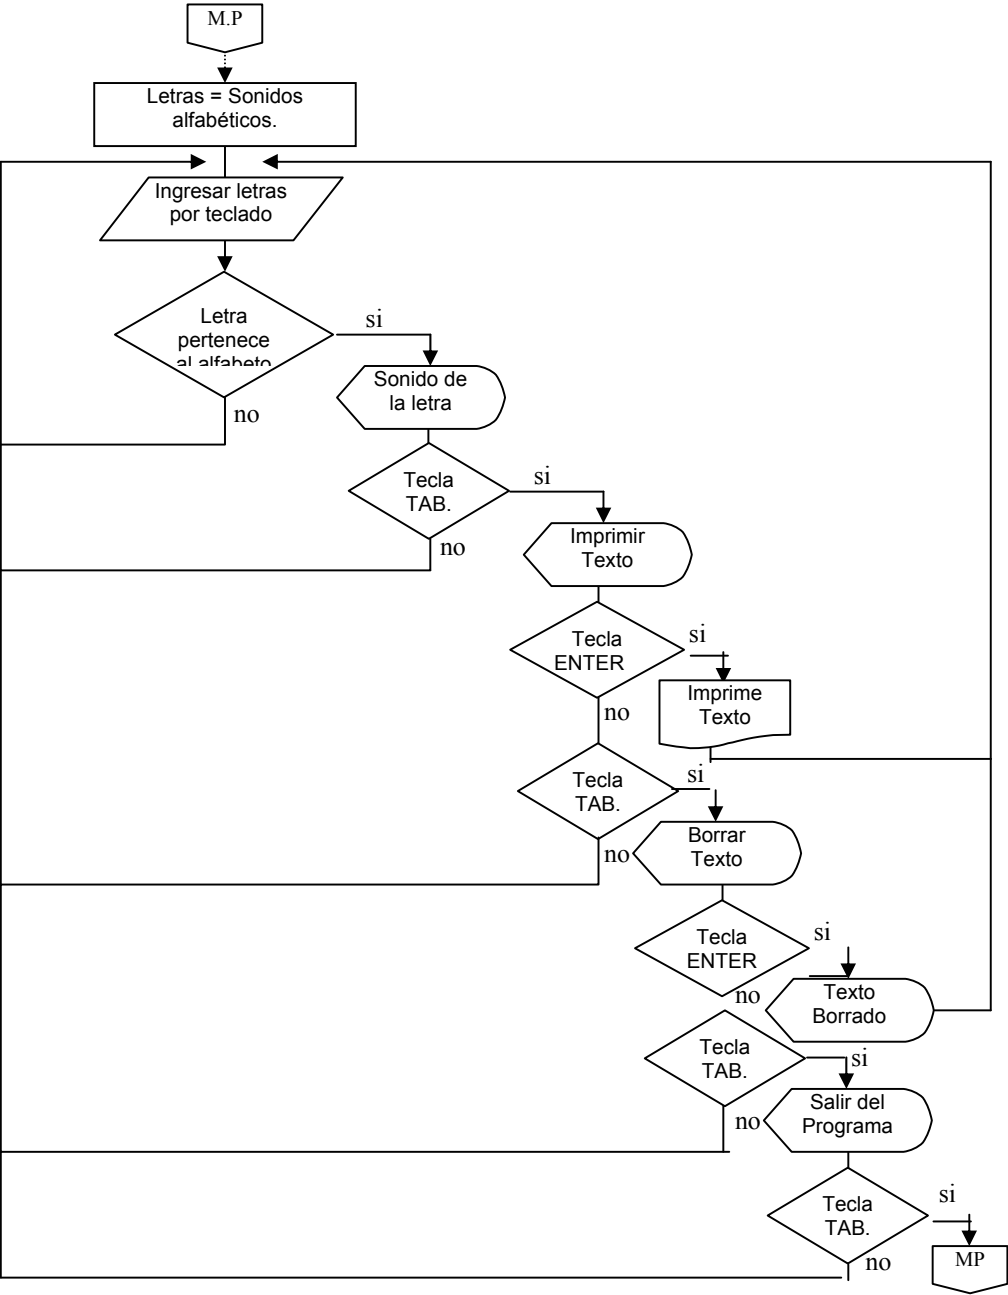 M.P
Letras = Sonidos
alfabéticos.
Ingresar letras
por teclado
Letra
pertenece
al alfabeto
si
no
Sonido de
la letra
Tecla
TAB.
si
no
Imprimir
Texto
Tecla
ENTER
si
no
Imprime
Texto
Tecla
TAB.
si
no
Borrar
Texto
Tecla
ENTER
si
no
Texto
Borrado
Tecla
TAB.
si
no
Salir del
Programa
Tecla
TAB.
si
no
MP